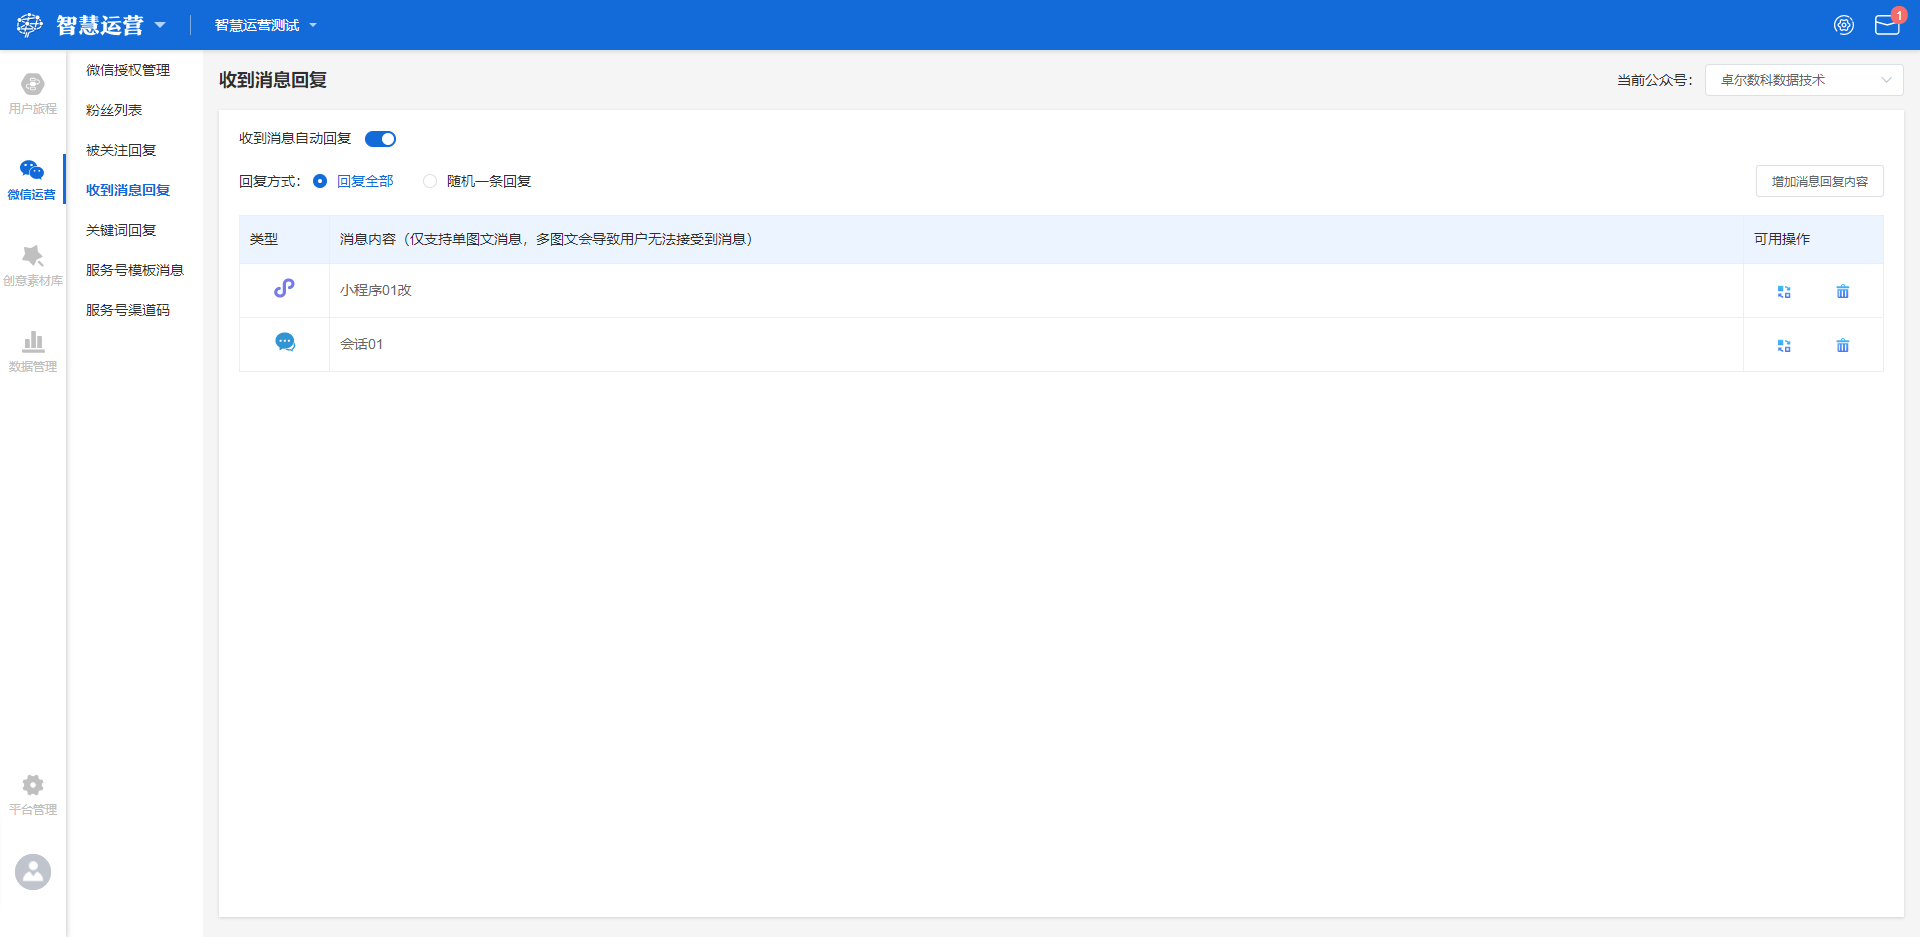 智慧运营
智慧运营测试
1
用户旅程
微信运营
创意素材库
数据管理
平台管理
微信授权管理
粉丝列表
被关注回复
收到消息回复
关键词回复
服务号模板消息
服务号渠道码
收到消息回复
当前公众号：
卓尔数科数据技术
收到消息自动回复
回复方式： 回复全部 随机一条回复
增加消息回复内容
类型 消息内容（仅支持单图文消息，多图文会导致用户无法接受到消息） 可用操作
小程序01改
会话01